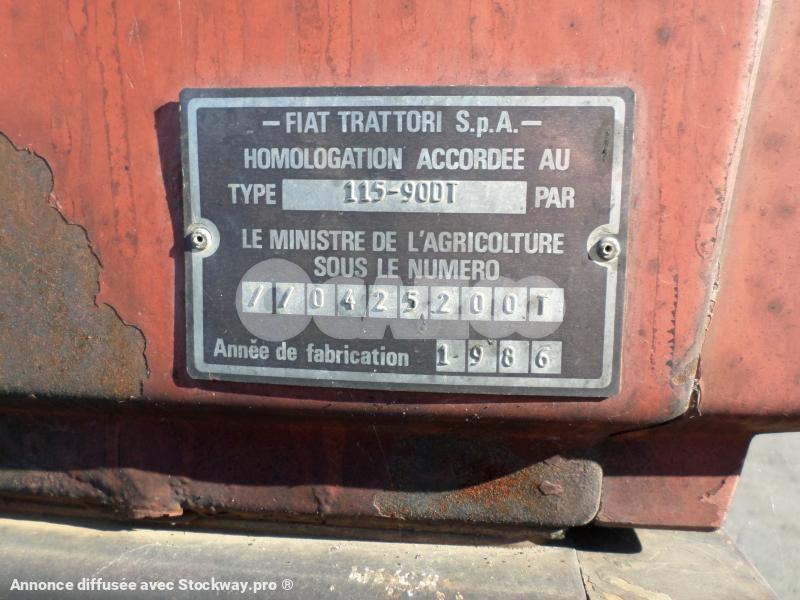 - FIAT TRATTORI S.p.A. -
HOMOLOGATION ACCORDEE AU
TYPE 115-90DT PAR
LE MINISTRE DE L'AGRICOLTURE
SOUS LE NUMERO
770425200T
Annėe de fabrication 1986
Annonce diffusée avec Stockway.pro ®